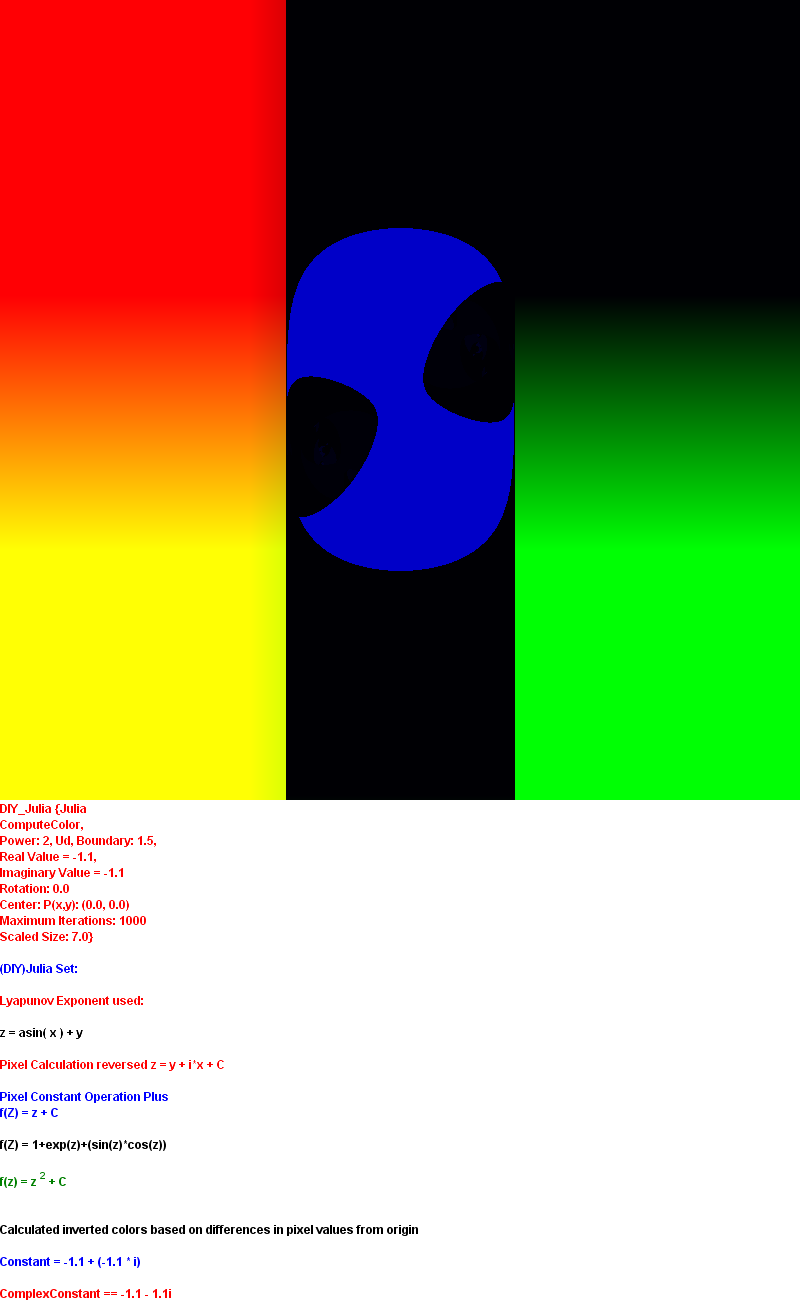 DIY_Julia {Julia
ComputeColor,
Power: 2, Ud, Boundary: 1.5,
Real Value = -1.1,
Imaginary Value = -1.1
Rotation: 0.0
Center: P(x,y): (0.0, 0.0)
Maximum Iterations: 1000
Scaled Size: 7.0}
(DIY)Julia Set:
Lyapunov Exponent used:
z = asin( x ) + y
Pixel Calculation reversed z = y + i*x + C
Pixel Constant Operation Plus
f(Z) = z + C
f(Z) = 1+exp(z)+(sin(z)*cos(z))
f(z) = z 2 + C
Calculated inverted colors based on differences in pixel values from origin
Constant = -1.1 + (-1.1 * i)
ComplexConstant == -1.1 - 1.1i